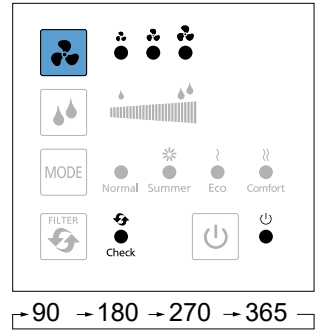 MODE
Normal Summer Eco Comfort
FILTER
Check
90 180 270 365